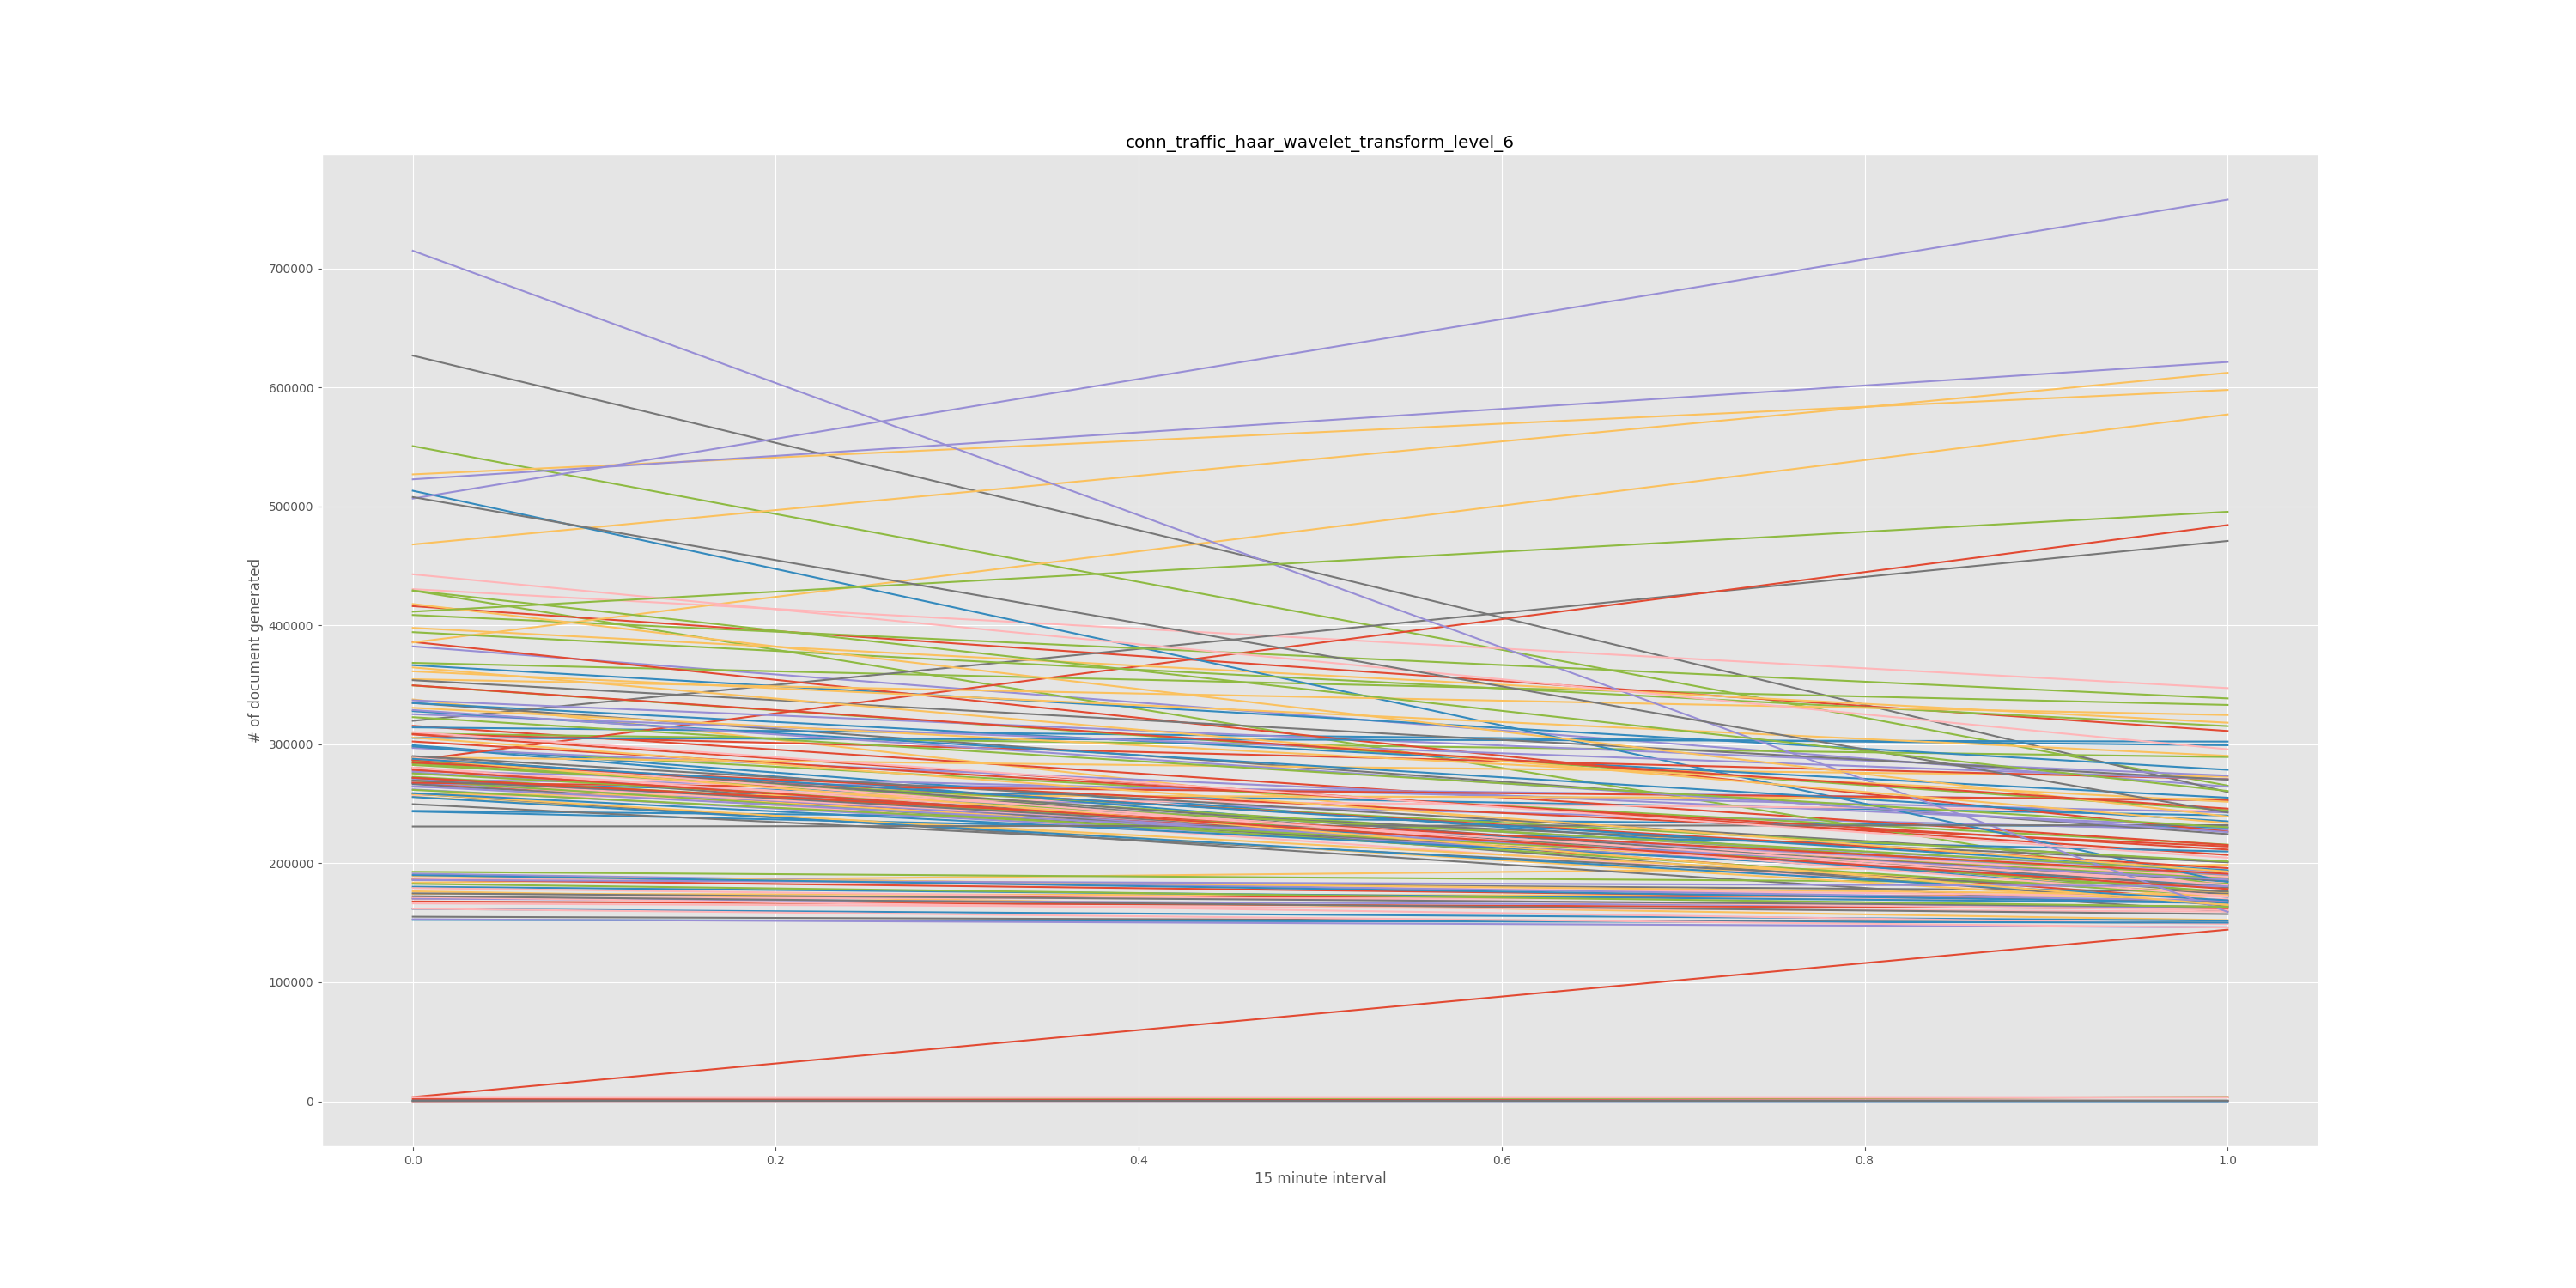 conn_traffic_haar_wavelet_transform_level_6
# of document generated
700000
600000
500000
400000
300000
200000
100000
0
0.0 0.2 0.4 0.6 0.8 1.0
15 minute interval